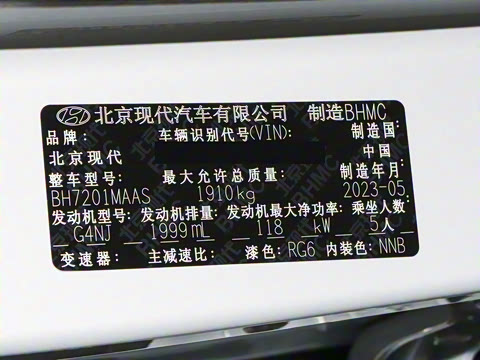 北京现代汽车有限公司 制造BHMC
品牌: 车辆识别代号(VIN): 制造国:
北京现代 中国
整车型号: 最大允许总质量: 制造年月:
BH7201MAAS 1910kg 2023-05
发动机型号: 发动机排量: 发动机最大净功率: 乘坐人数:
G4NJ 1999mL 118 kW 5人
变速器: 主减速比: 漆色: RG6 内装色: NNB